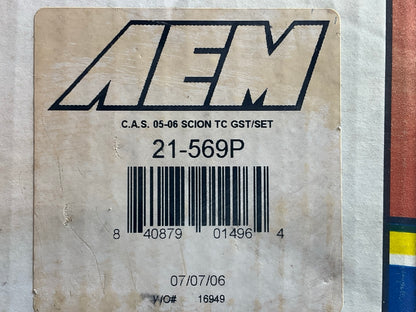 AEM
C.A.S. 05-06 SCION TC GST/SET
21-569P
8 40879 01496 4
07/07/06
W/O# 16949